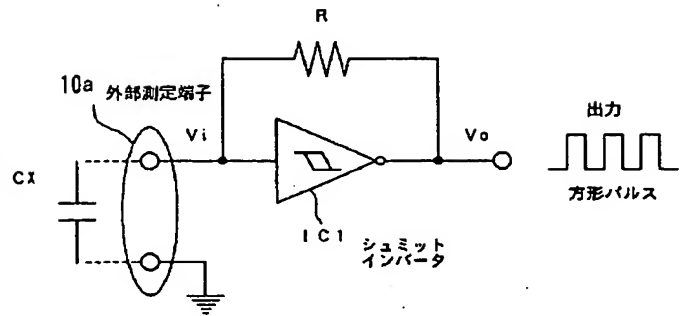 R
10a 外部測定端子
Vi
Vo
出力
方形パルス
CX
IC1
シュミット
インバータ